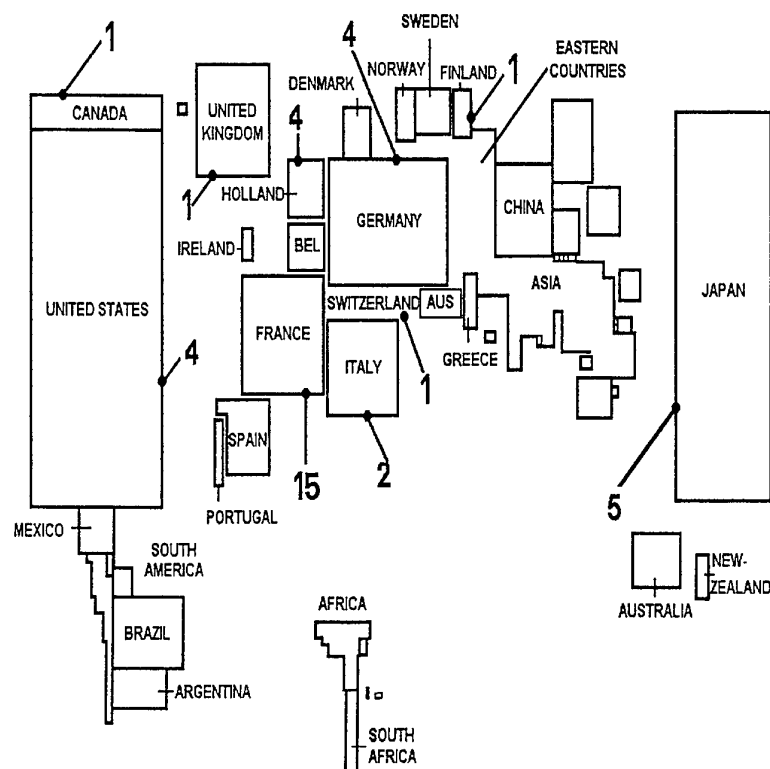 SWEDEN
1
4
EASTERN
COUNTRIES
NORWAY
FINLAND
1
DENMARK
CANADA
UNITED
KINGDOM
4
1
HOLLAND
GERMANY
CHINA
IRELAND
BEL
ASIA
JAPAN
UNITED STATES
SWITZERLAND
AUS
FRANCE
GREECE
4
ITALY
1
SPAIN
2
15
5
PORTUGAL
MEXICO
SOUTH
AMERICA
NEW-
ZEALAND
AUSTRALIA
AFRICA
BRAZIL
ARGENTINA
SOUTH
AFRICA